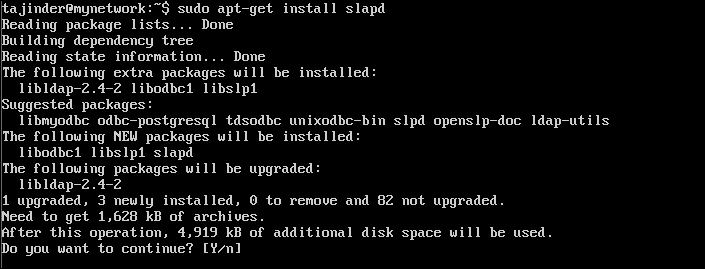 tajinder@mynetwork:~$ sudo apt-get install slapd
Reading package lists... Done
Building dependency tree
Reading state information... Done
The following extra packages will be installed:
  libldap-2.4-2 libodbc1 libslp1
Suggested packages:
  libmyodbc odbc-postgresql tdsodbc unixodbc-bin slpd openslp-doc ldap-utils
The following NEW packages will be installed:
  libodbc1 libslp1 slapd
The following packages will be upgraded:
  libldap-2.4-2
1 upgraded, 3 newly installed, 0 to remove and 82 not upgraded.
Need to get 1,628 kB of archives.
After this operation, 4,919 kB of additional disk space will be used.
Do you want to continue? [Y/n]